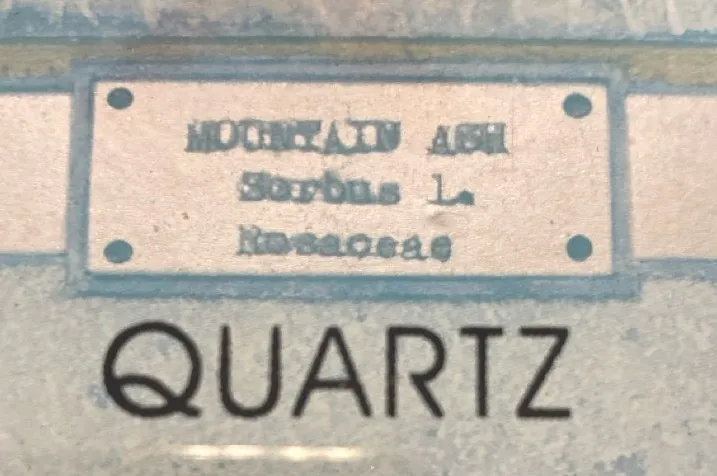 MOUNTAIN ASH
Sorbus L.
Rosaceae
QUARTZ